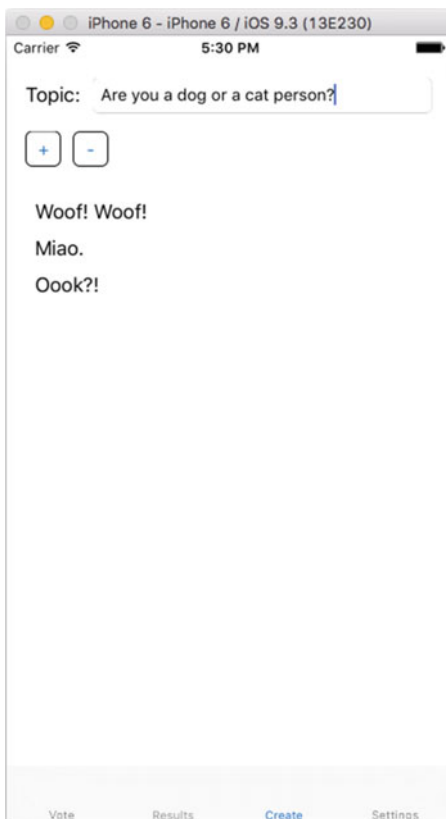 iPhone 6 - iPhone 6 / iOS 9.3 (13E230)
Carrier 5:30 PM
Topic: Are you a dog or a cat person?
+ -
Woof! Woof!
Miao.
Oook?!
Vote Results Create Settings